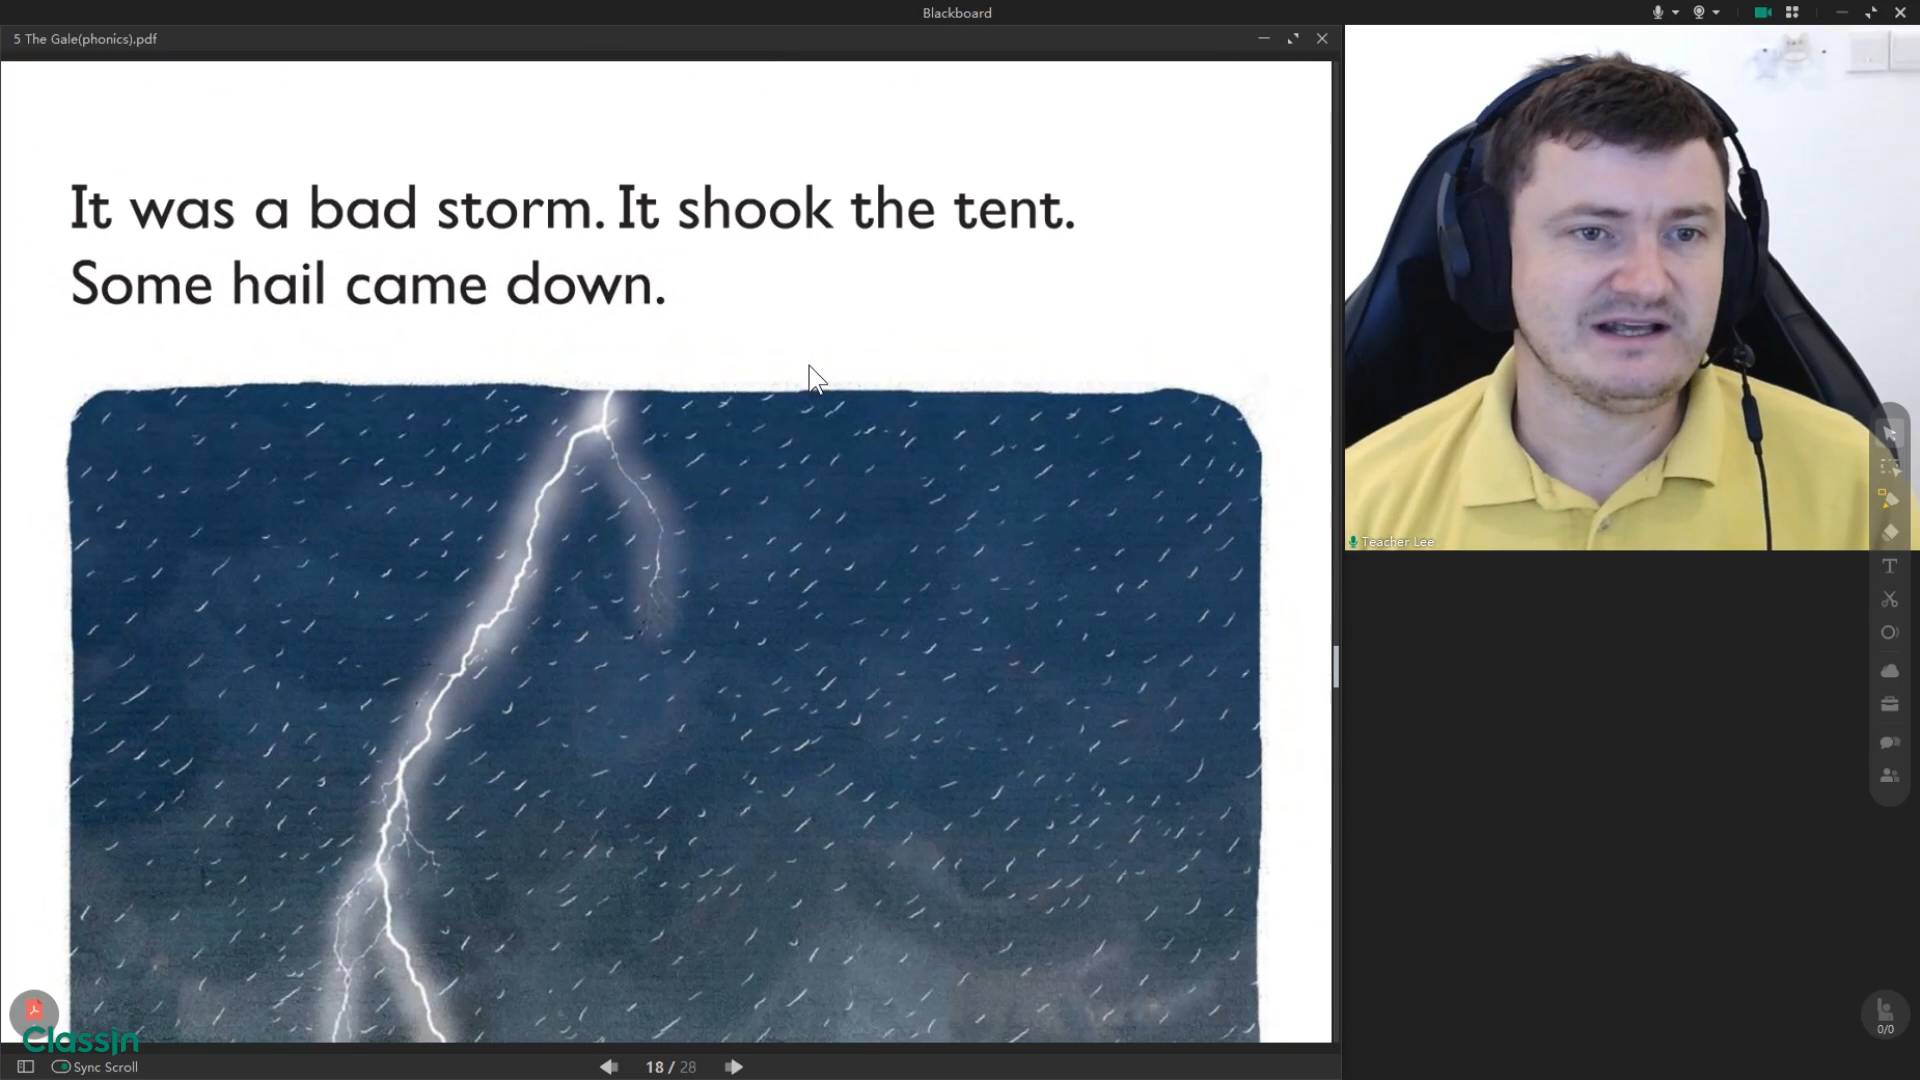 Blackboard
5 The Gale(phonics).pdf
It was a bad storm. It shook the tent.
Some hail came down.
Teacher Lee
ClassIn
Sync Scroll
18 / 28
0/0